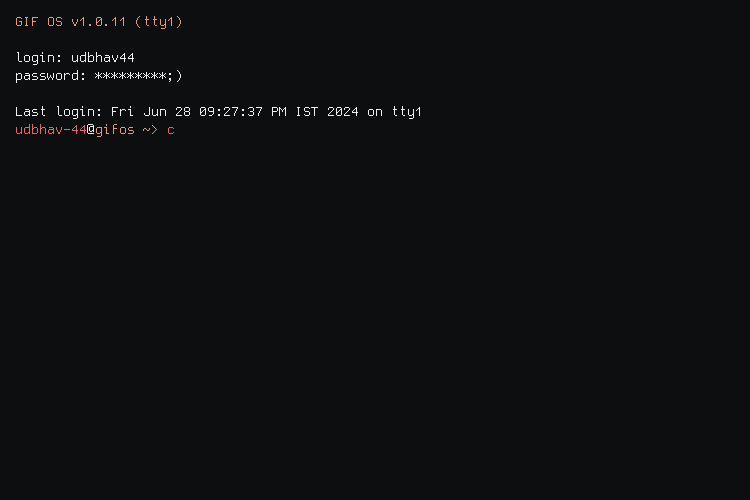 GIF OS v1.0.11 (tty1)
login: udbhav44
password: *********;)
Last login: Fri Jun 28 09:27:37 PM IST 2024 on tty1
udbhav-44@gifos ~> c